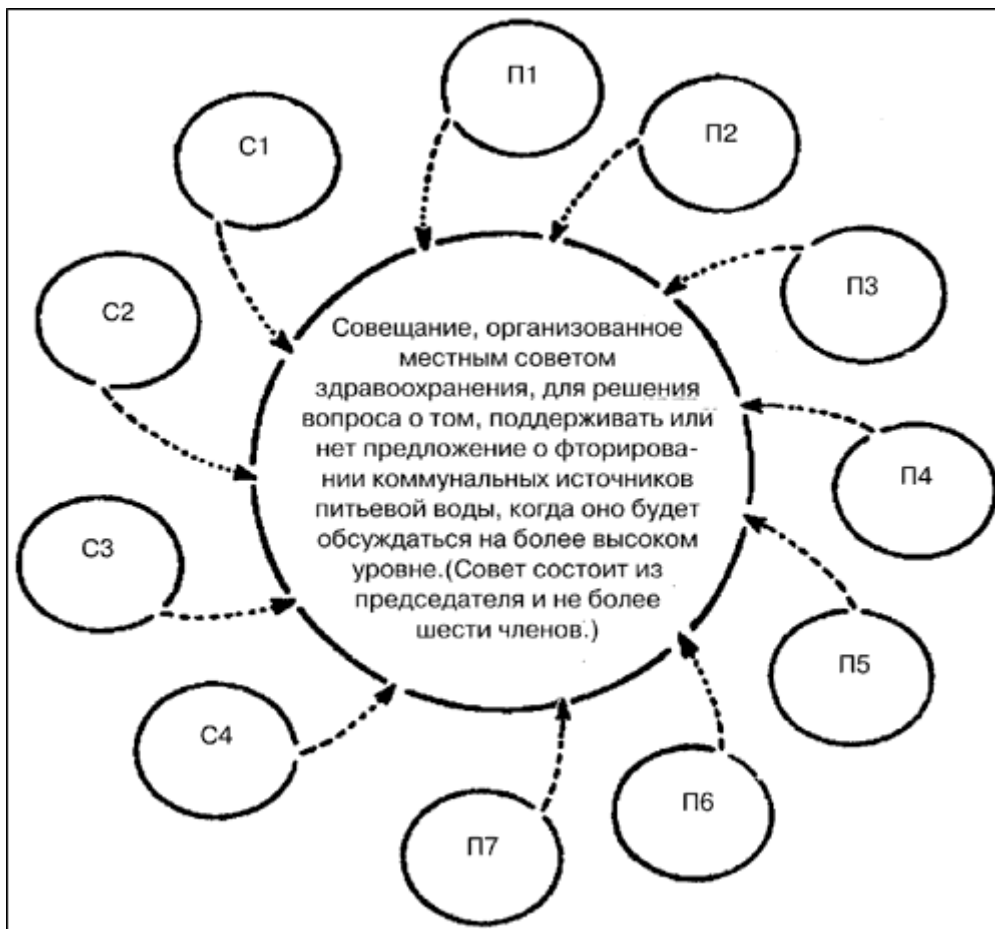 П1
П2
С1
П3
С2
Совещание, организованное
местным советом
здравоохранения, для решения
вопроса о том, поддерживать или
нет предложение о фторирова-
нии коммунальных источников
питьевой воды, когда оно будет
обсуждаться на более высоком
уровне.(Совет состоит из
председателя и не более
шести членов.)
П4
С3
П5
С4
П6
П7